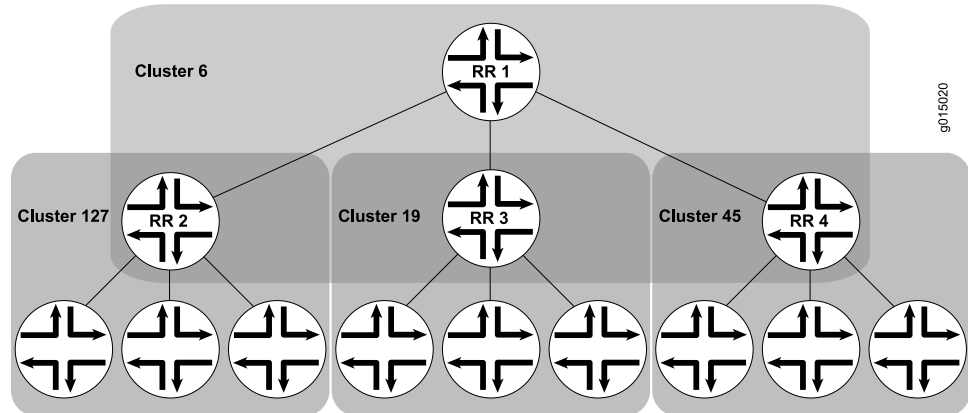 Cluster 6
RR 1
g015020
Cluster 127
RR 2
Cluster 19
RR 3
Cluster 45
RR 4